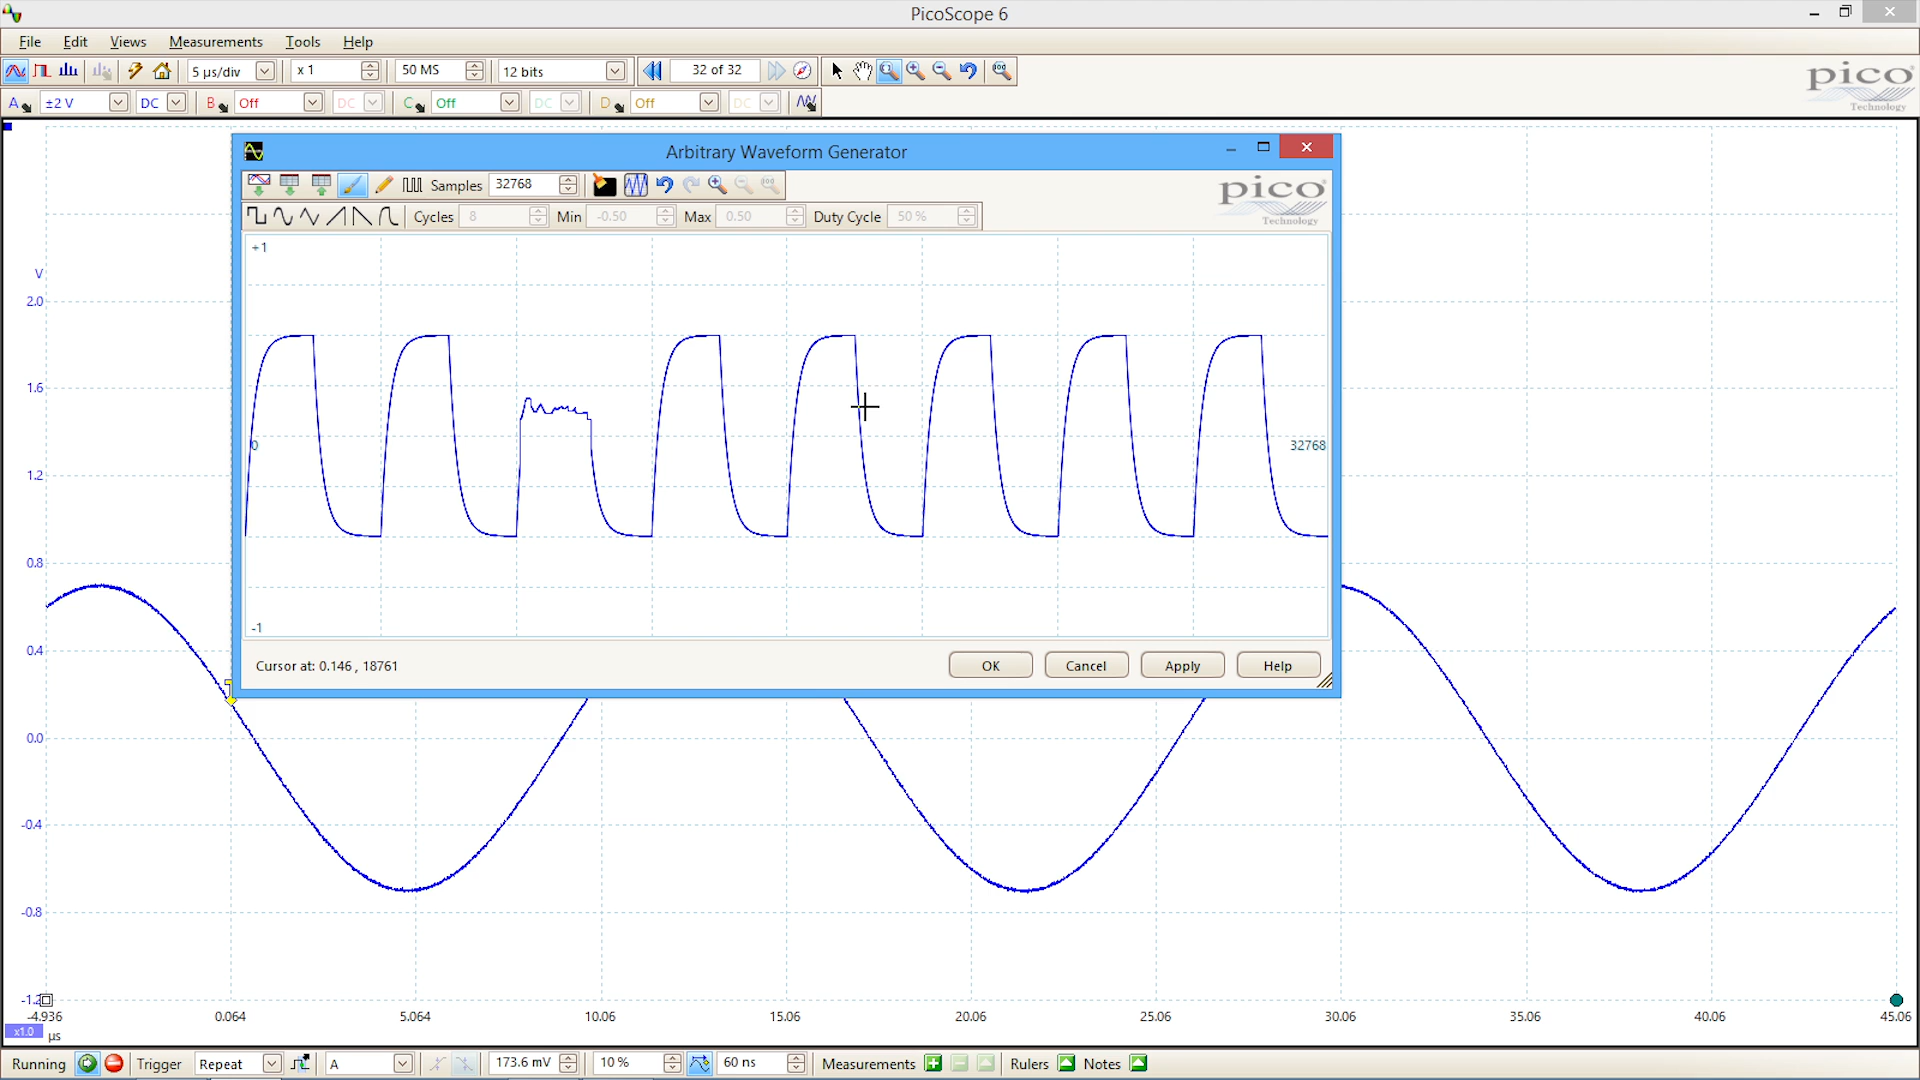 PicoScope 6
File Edit Views Measurements Tools Help
5 µs/div x 1 50 MS 12 bits 32 of 32
pico
Technology
A ±2 V DC B Off DC C Off DC D Off DC
Arbitrary Waveform Generator
Samples 32768
pico
Technology
Cycles 8 Min -0.50 Max 0.50 Duty Cycle 50 %
+1
0
32768
-1
Cursor at: 0.146 , 18761
OK Cancel Apply Help
V
2.0
1.6
1.2
0.8
0.4
0.0
-0.4
-0.8
-1.2
-4.936 0.064 5.064 10.06 15.06 20.06 25.06 30.06 35.06 40.06 45.06
x1.0 µs
Running Trigger Repeat A 173.6 mV 10 % 60 ns Measurements Rulers Notes